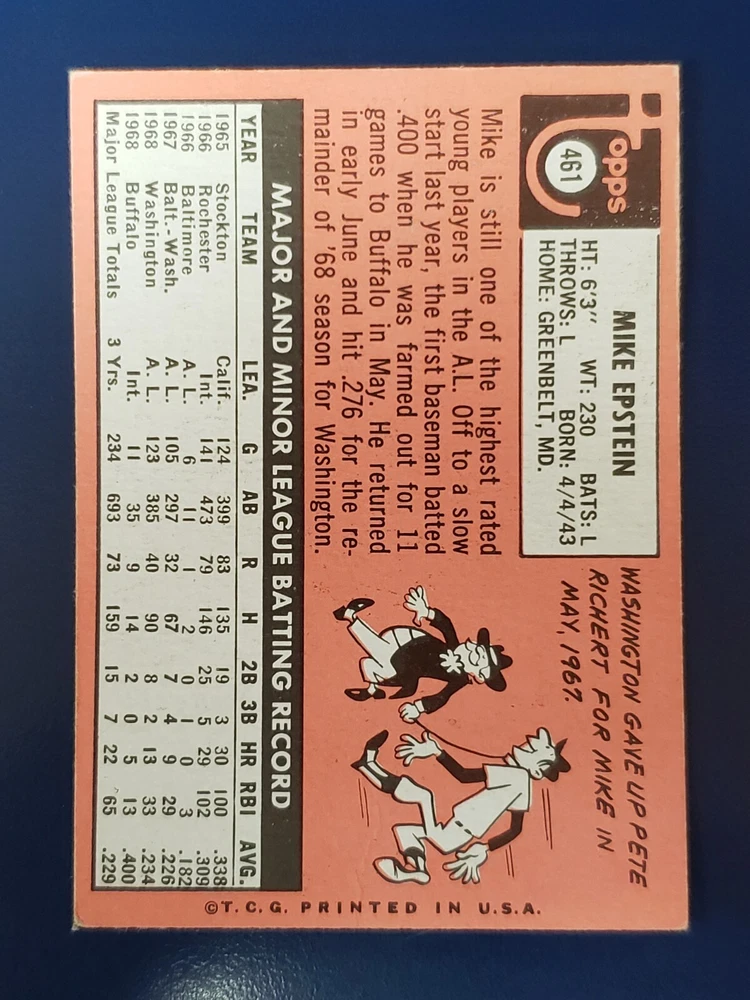 Topps
461
MIKE EPSTEIN
HT: 6'3" WT: 230 BATS: L
THROWS: L BORN: 4/4/43
HOME: GREENBELT, MD.
WASHINGTON GAVE UP PETE
RICHERT FOR MIKE IN
MAY, 1967.
Mike is still one of the highest rated
young players in the A.L. Off to a slow
start last year, the first baseman batted
.400 when he was farmed out for 11
games to Buffalo in May. He returned
in early June and hit .276 for the re-
mainder of '68 season for Washington.
MAJOR AND MINOR LEAGUE BATTING RECORD
YEAR TEAM LEA. G AB R H 2B 3B HR RBI AVG.
1965 Stockton Calif. 124 399 83 135 19 3 30 100 .338
1966 Rochester Int. 141 473 79 146 25 5 29 102 .309
1966 Baltimore A. L. 6 11 1 2 0 1 0 3 .182
1967 Balt.-Wash. A. L. 105 297 32 67 7 4 9 29 .226
1968 Washington A. L. 123 385 40 90 8 2 13 33 .234
1968 Buffalo Int. 11 35 9 14 2 0 5 13 .400
Major League Totals 3 Yrs. 234 693 73 159 15 7 22 65 .229
©T.C.G. PRINTED IN U.S.A.